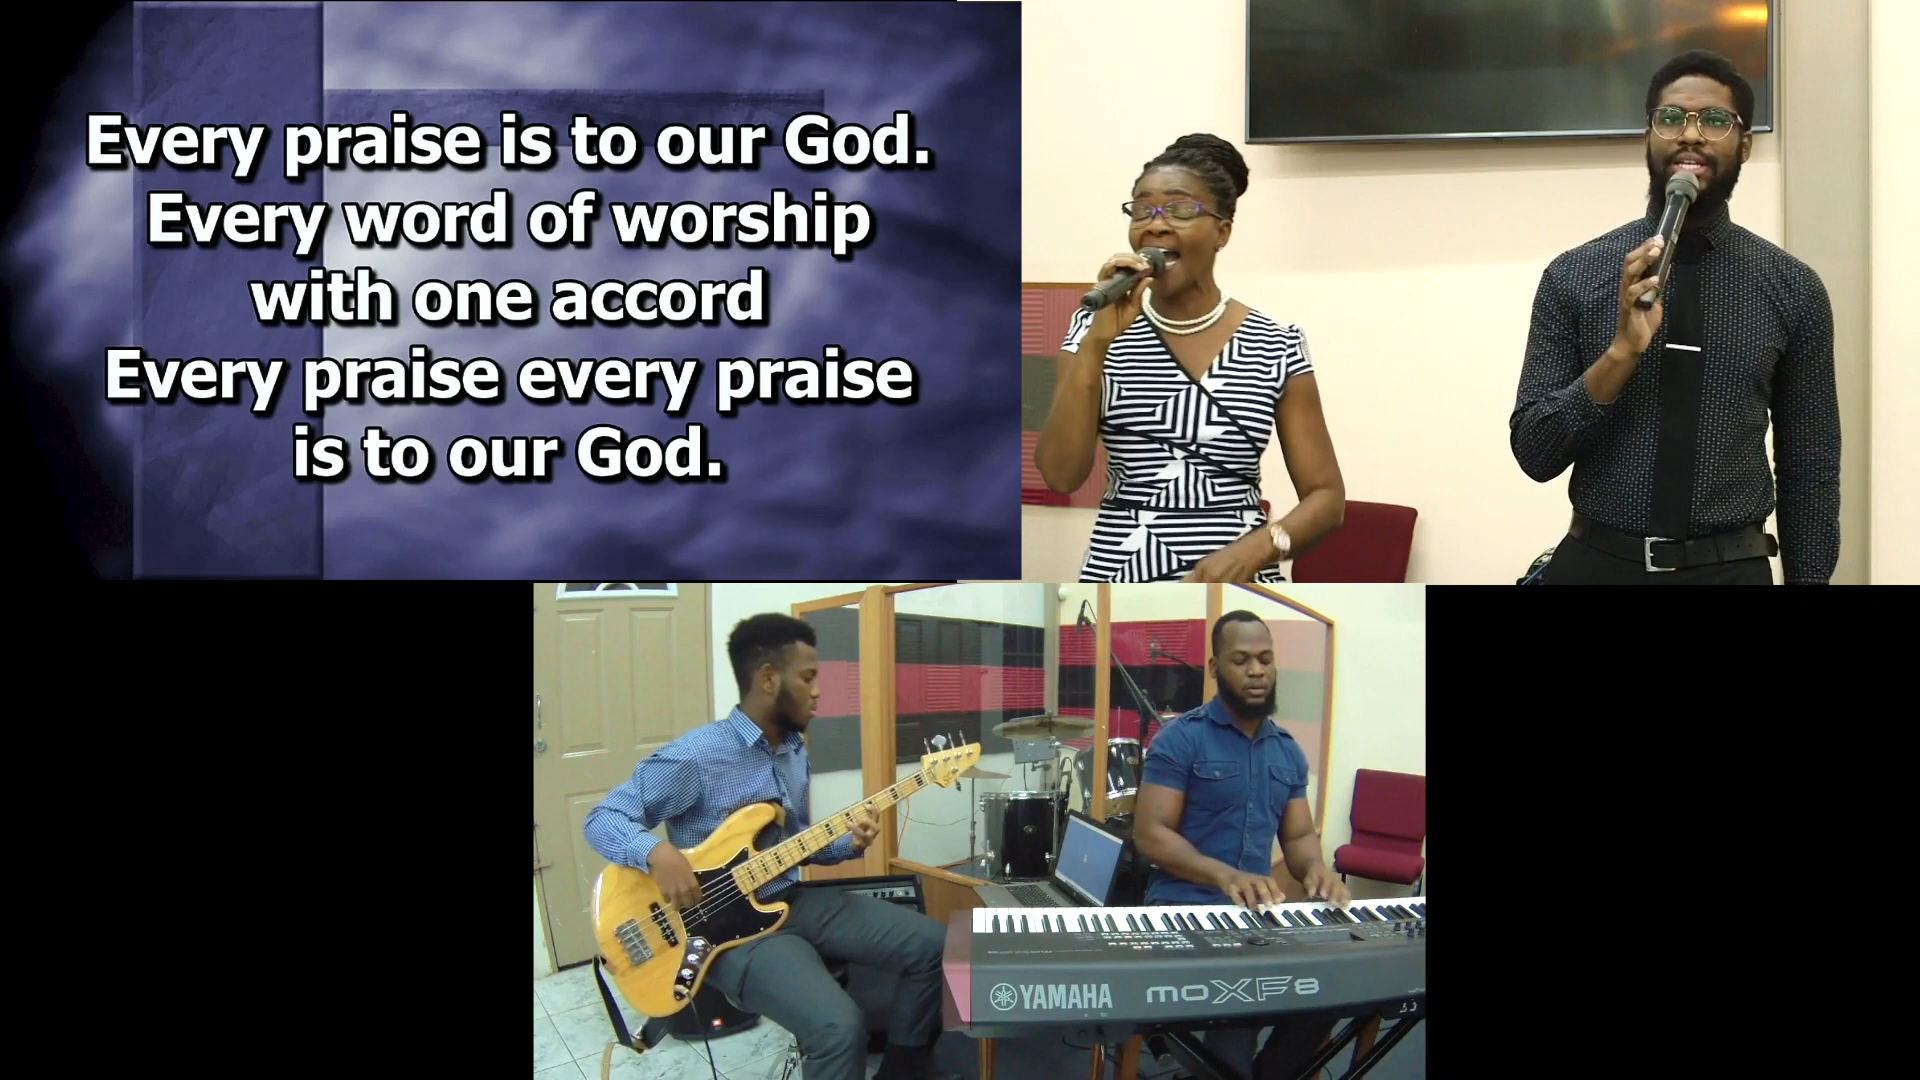 Every praise is to our God.
Every word of worship
with one accord
Every praise every praise
is to our God.
YAMAHA MOXF8